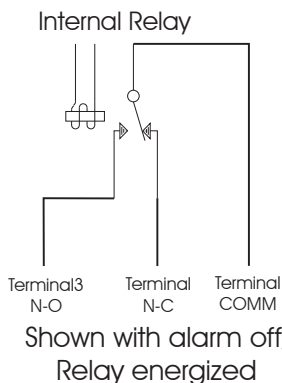 Internal Relay
Terminal3 Terminal Terminal
N-O N-C COMM
Shown with alarm off,
Relay energized